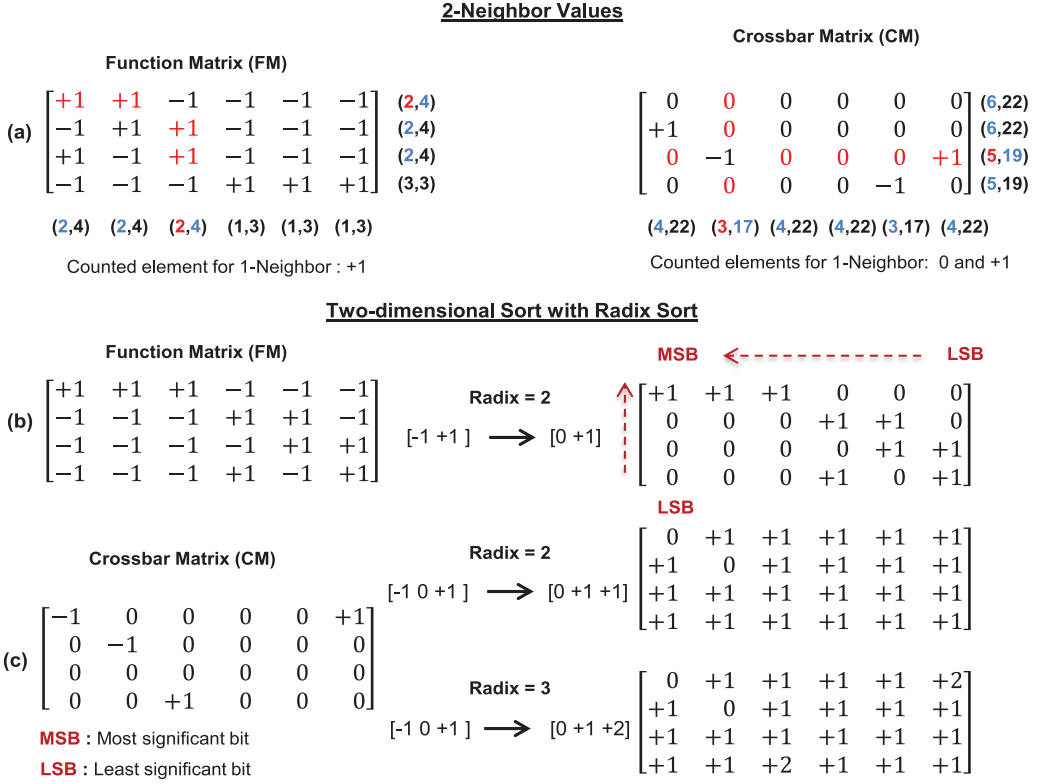 2-Neighbor Values
Function Matrix (FM)
Crossbar Matrix (CM)
(a)
+1 +1 −1 −1 −1 −1 (2,4)
−1 +1 +1 −1 −1 −1 (2,4)
+1 −1 +1 −1 −1 −1 (2,4)
−1 −1 −1 +1 +1 +1 (3,3)
(2,4) (2,4) (2,4) (1,3) (1,3) (1,3)
Counted element for 1-Neighbor : +1
0 0 0 0 0 0 (6,22)
+1 0 0 0 0 0 (6,22)
0 −1 0 0 0 +1 (5,19)
0 0 0 0 −1 0 (5,19)
(4,22) (3,17) (4,22) (4,22) (3,17) (4,22)
Counted elements for 1-Neighbor: 0 and +1
Two-dimensional Sort with Radix Sort
Function Matrix (FM)
(b)
+1 +1 +1 −1 −1 −1
−1 −1 −1 +1 +1 −1
−1 −1 −1 −1 +1 +1
−1 −1 −1 +1 −1 +1
Radix = 2
[-1 +1 ] [0 +1]
MSB LSB
+1 +1 +1 0 0 0
0 0 0 +1 +1 0
0 0 0 0 +1 +1
0 0 0 +1 0 +1
LSB
Crossbar Matrix (CM)
(c)
−1 0 0 0 0 +1
0 −1 0 0 0 0
0 0 0 0 0 0
0 0 +1 0 0 0
Radix = 2
[-1 0 +1 ] [0 +1 +1]
0 +1 +1 +1 +1 +1
+1 0 +1 +1 +1 +1
+1 +1 +1 +1 +1 +1
+1 +1 +1 +1 +1 +1
Radix = 3
[-1 0 +1 ] [0 +1 +2]
0 +1 +1 +1 +1 +2
+1 0 +1 +1 +1 +1
+1 +1 +1 +1 +1 +1
+1 +1 +2 +1 +1 +1
MSB : Most significant bit
LSB : Least significant bit